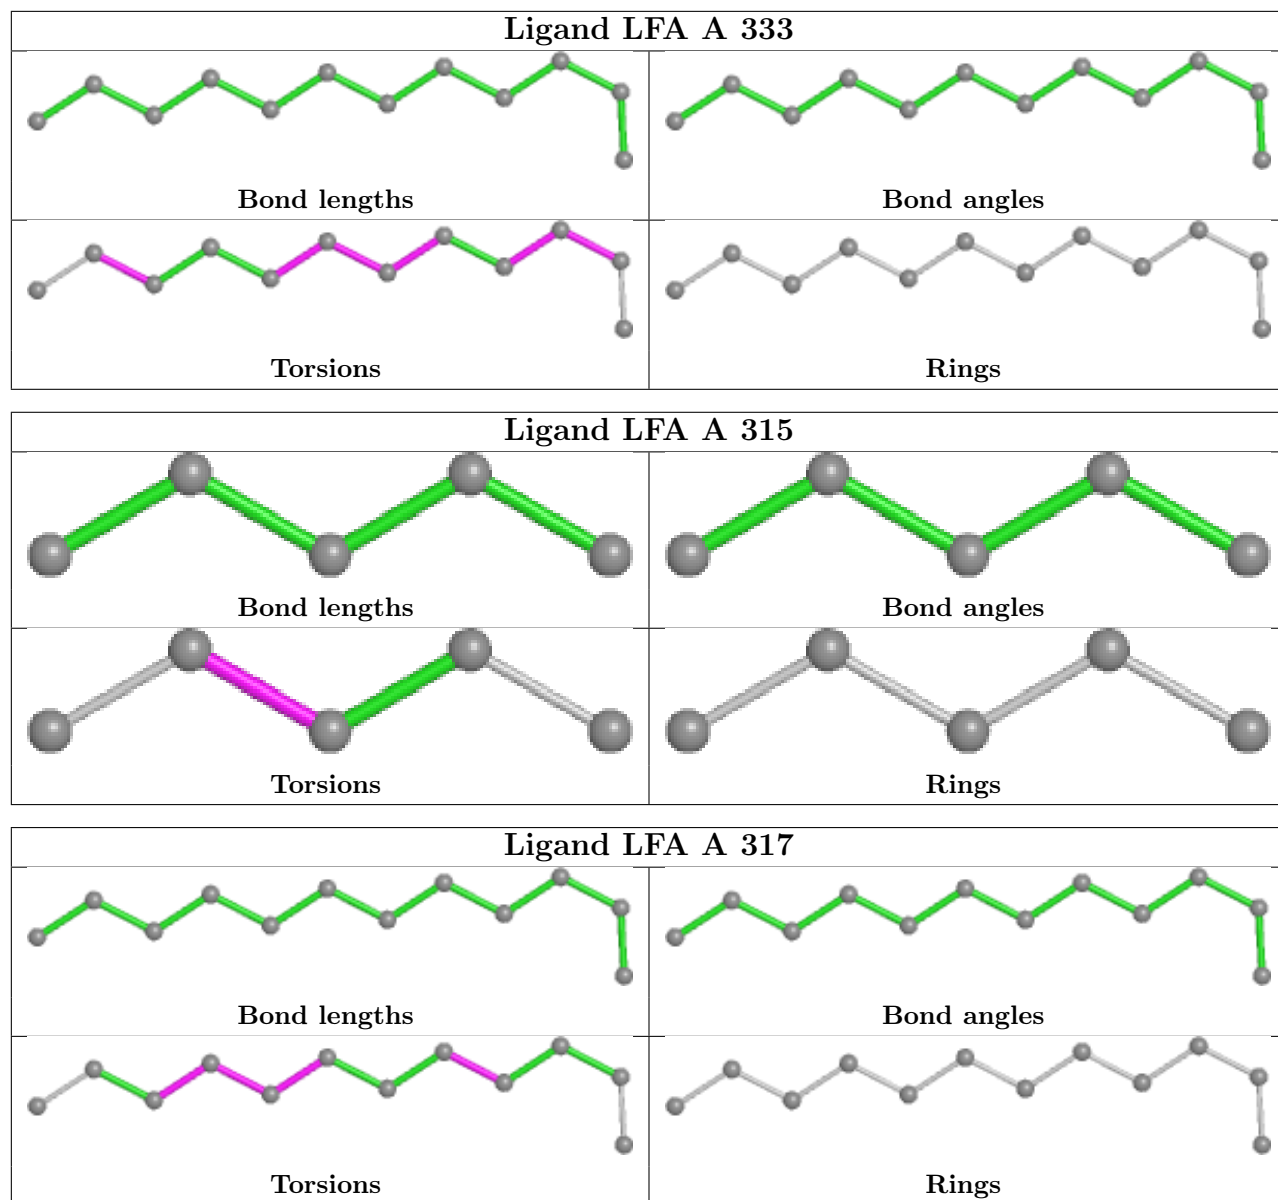 Ligand LFA A 333
Bond lengths
Bond angles
Torsions
Rings
Ligand LFA A 315
Bond lengths
Bond angles
Torsions
Rings
Ligand LFA A 317
Bond lengths
Bond angles
Torsions
Rings